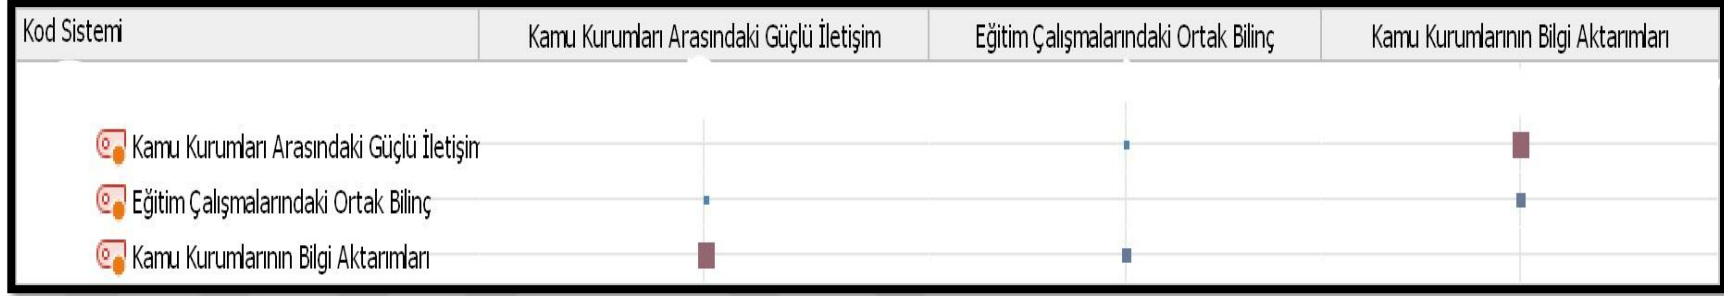 Kod Sistemi Kamu Kurumları Arasındaki Güçlü İletişim Eğitim Çalışmalarındaki Ortak Bilinç Kamu Kurumlarının Bilgi Aktarımları
Kamu Kurumları Arasındaki Güçlü İletişim
Eğitim Çalışmalarındaki Ortak Bilinç
Kamu Kurumlarının Bilgi Aktarımları